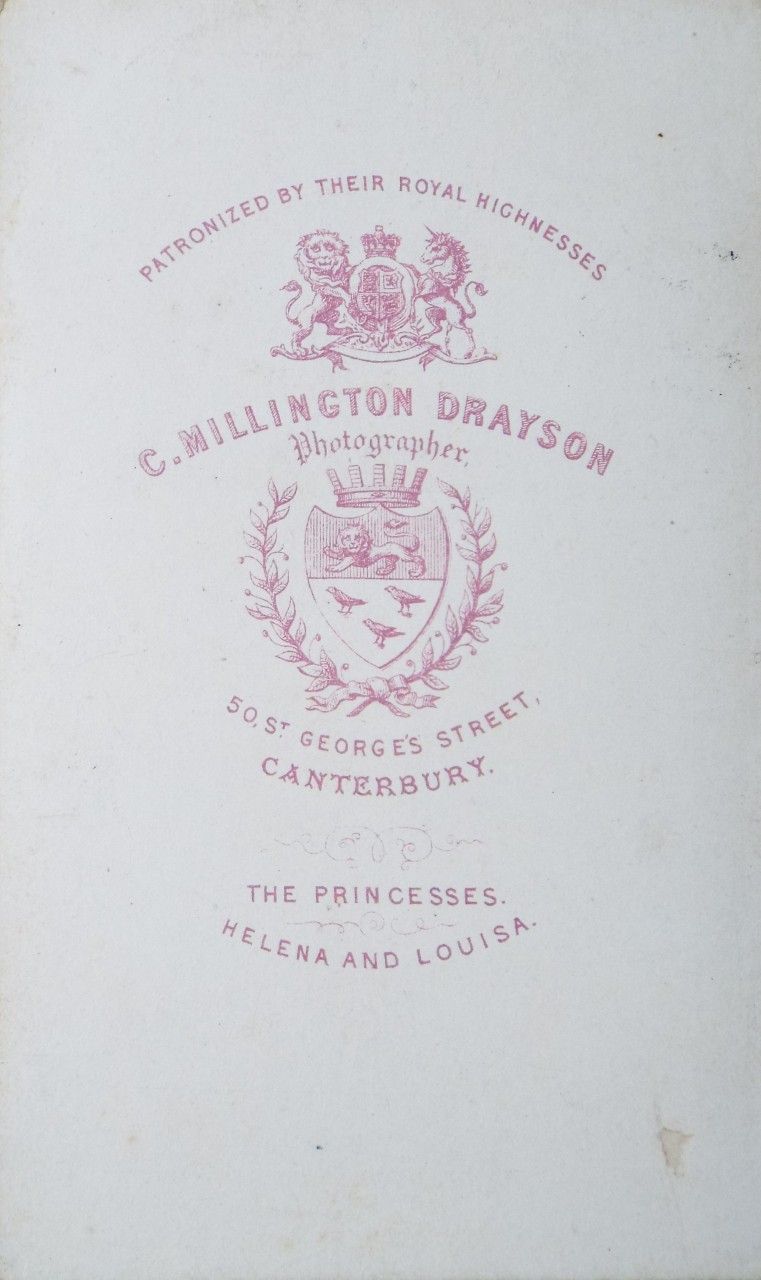 PATRONIZED BY THEIR ROYAL HIGHNESSES
C. MILLINGTON DRAYSON
Photographer,
50, ST GEORGE'S STREET,
CANTERBURY.
THE PRINCESSES.
HELENA AND LOUISA.